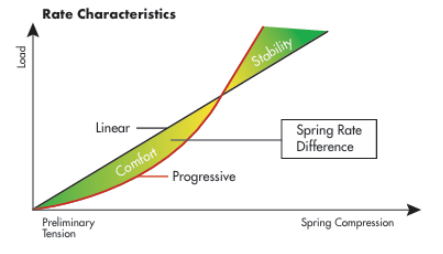 Rate Characteristics
Load
Stability
Linear
Spring Rate
Difference
Comfort
Progressive
Preliminary
Tension
Spring Compression